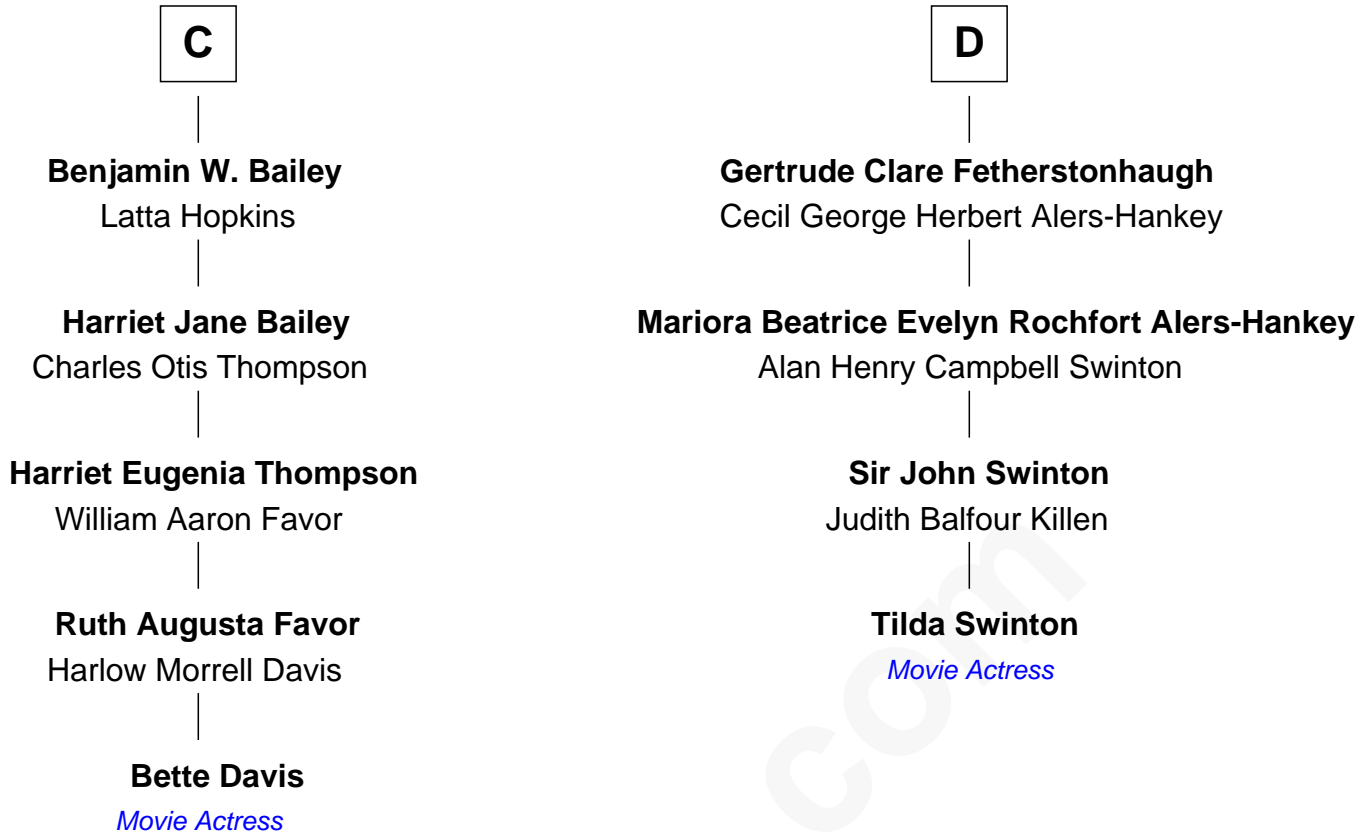 C
Benjamin W. Bailey
Latta Hopkins
Harriet Jane Bailey
Charles Otis Thompson
Harriet Eugenia Thompson
William Aaron Favor
Ruth Augusta Favor
Harlow Morrell Davis
Bette Davis
Movie Actress
D
Gertrude Clare Fetherstonhaugh
Cecil George Herbert Alers-Hankey
Mariora Beatrice Evelyn Rochfort Alers-Hankey
Alan Henry Campbell Swinton
Sir John Swinton
Judith Balfour Killen
Tilda Swinton
Movie Actress
com